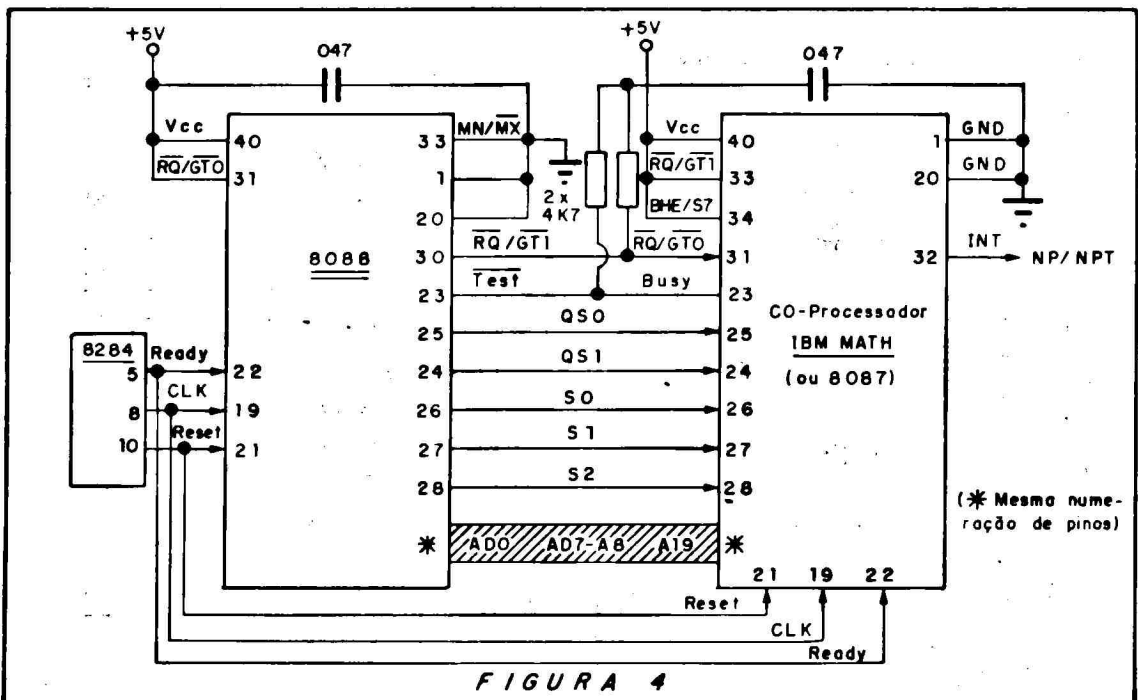 +5V
047
Vcc
40
RQ/GT0
31
33
MN/MX
1
20
8088
RQ/GT1
30
Test
23
25
24
26
27
28
8284
5
Ready
22
8
CLK
19
10
Reset
21
2x
4K7
QS0
QS1
S0
S1
S2
✱ AD0 AD7-A8 A19 ✱
+5V
047
Vcc
40
RQ/GT1
33
BHE/S7
34
RQ/GT0
31
Busy
23
25
24
26
27
28
1
GND
20
GND
32
INT
NP/NPT
CO-Processador
IBM MATH
(ou 8087)
(✱ Mesma nume-
ração de pinos)
21 19 22
Reset
CLK
Ready
FIGURA 4